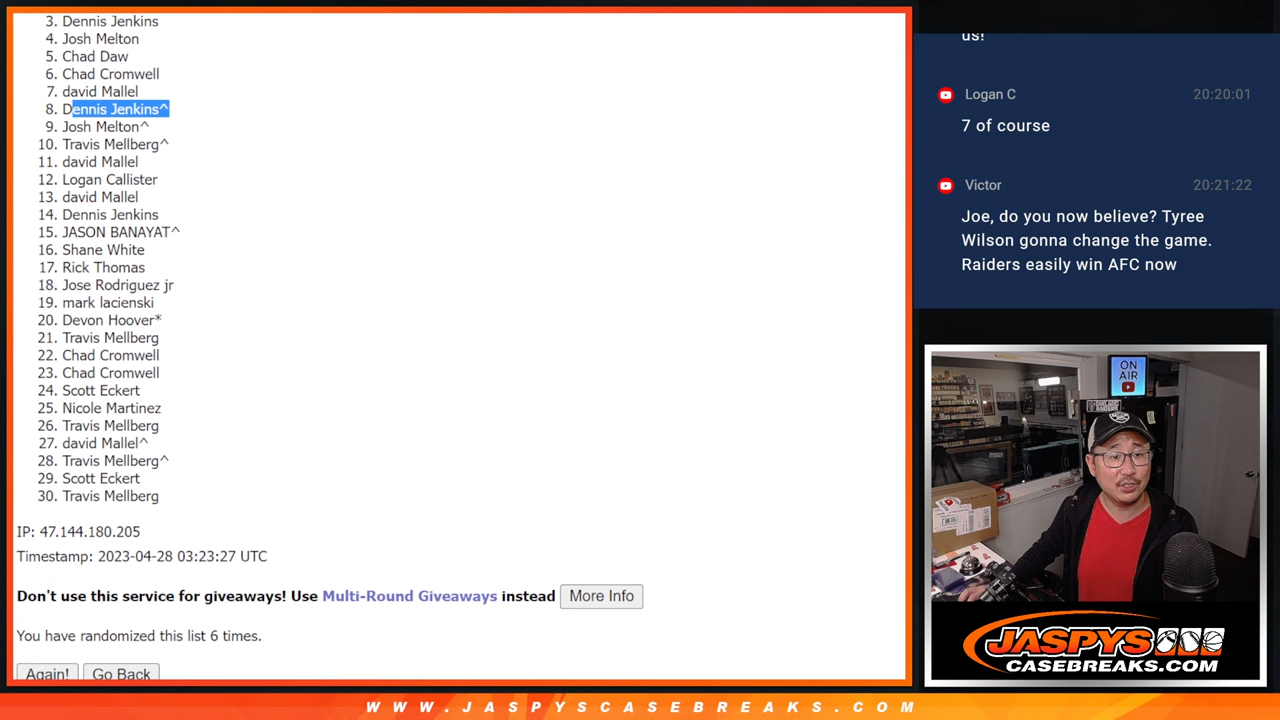 3. Dennis Jenkins
4. Josh Melton
5. Chad Daw
6. Chad Cromwell
7. david Mallel
8. Dennis Jenkins^
9. Josh Melton^
10. Travis Mellberg^
11. david Mallel
12. Logan Callister
13. david Mallel
14. Dennis Jenkins
15. JASON BANAYAT^
16. Shane White
17. Rick Thomas
18. Jose Rodriguez jr
19. mark lacienski
20. Devon Hoover*
21. Travis Mellberg
22. Chad Cromwell
23. Chad Cromwell
24. Scott Eckert
25. Nicole Martinez
26. Travis Mellberg
27. david Mallel^
28. Travis Mellberg^
29. Scott Eckert
30. Travis Mellberg
IP: 47.144.180.205
Timestamp: 2023-04-28 03:23:27 UTC
Don't use this service for giveaways! Use Multi-Round Giveaways instead More Info
You have randomized this list 6 times.
Again! Go Back
us!
Logan C 20:20:01
7 of course
Victor 20:21:22
Joe, do you now believe? Tyree
Wilson gonna change the game.
Raiders easily win AFC now
ON
AIR
JASPYS
CASEBREAKS.COM
WWW.JASPYSCASEBREAKS.COM